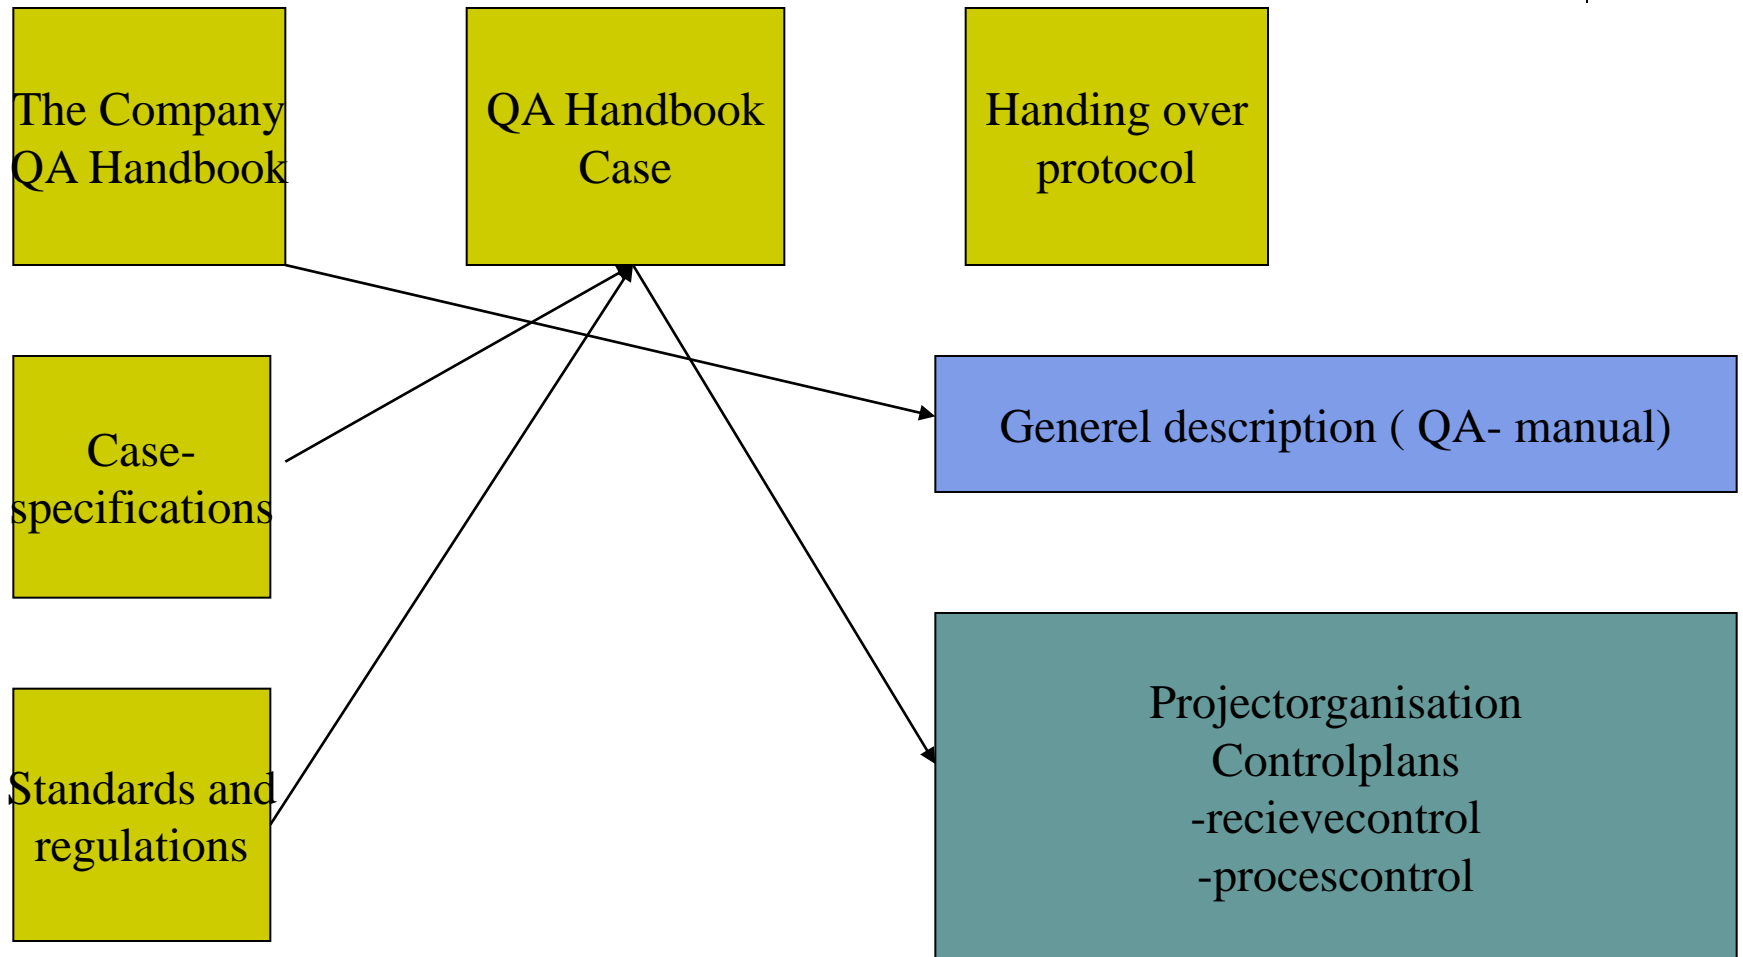 The Company
QA Handbook
QA Handbook
Case
Handing over
protocol
Case-
specifications
Generel description ( QA- manual)
Standards and
regulations
Projectorganisation
Controlplans
-recievecontrol
-procescontrol